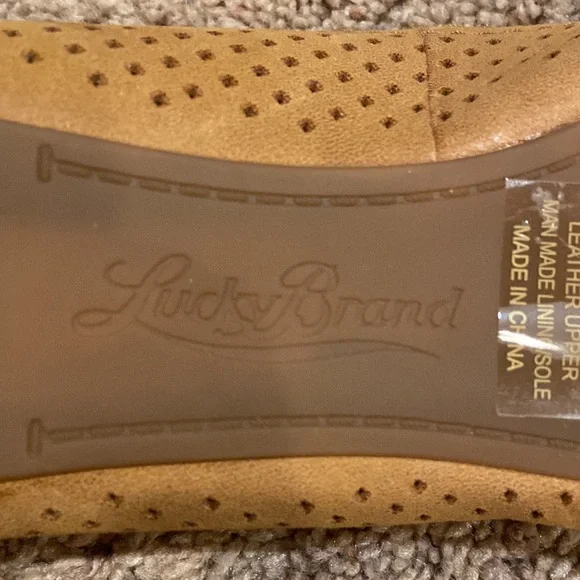 Lucky Brand
LEATHER UPPER
MAN MADE LINING/SOLE
MADE IN CHINA